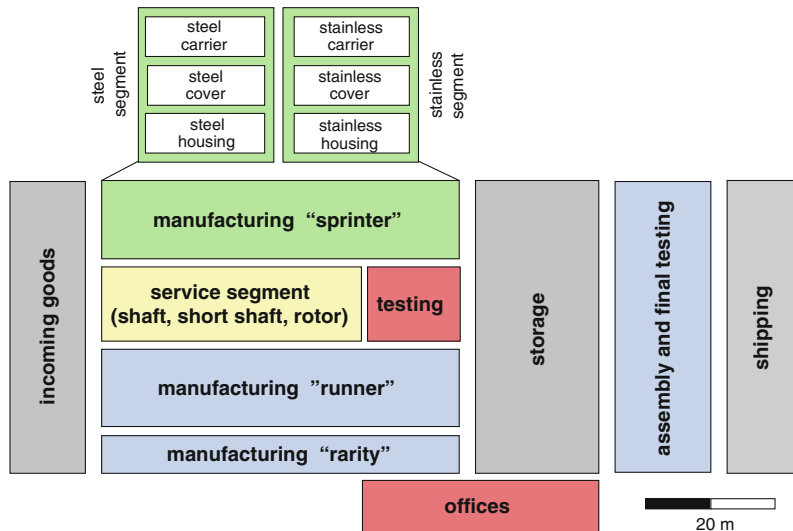 steel
segment
steel
carrier
steel
cover
steel
housing
stainless
carrier
stainless
cover
stainless
housing
stainless
segment
incoming goods
manufacturing “sprinter”
service segment
(shaft, short shaft, rotor)
testing
manufacturing ”runner”
manufacturing “rarity”
storage
assembly and final testing
shipping
offices
20 m